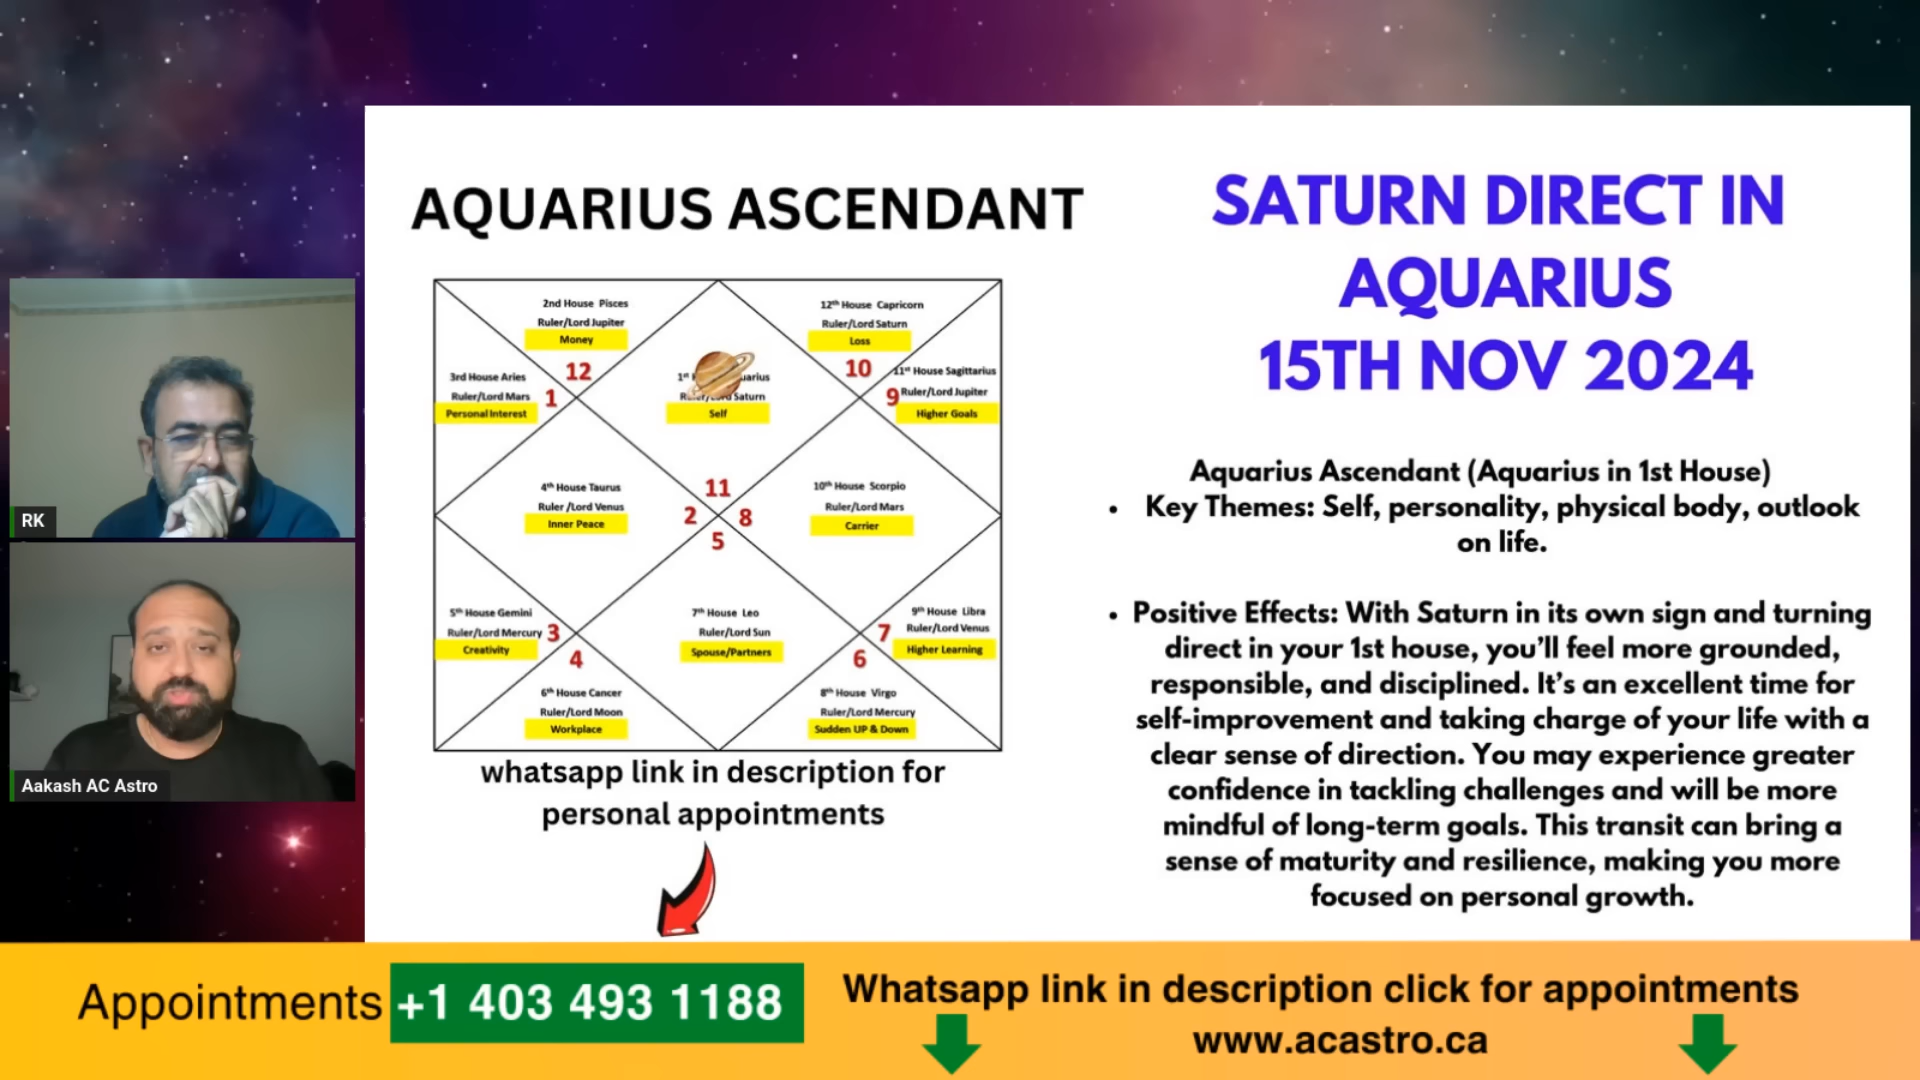 AQUARIUS ASCENDANT
2nd House Pisces
Ruler/Lord Jupiter
Money
12
12th House Capricorn
Ruler/Lord Saturn
Loss
10
3rd House Aries
Ruler/Lord Mars
Personal Interest
1
1st
uarius
Saturn
Self
11st House Sagittarius
Ruler/Lord Jupiter
Higher Goals
9
4th House Taurus
Ruler /Lord Venus
Inner Peace
11
2
8
5
10th House Scorpio
Ruler/Lord Mars
Carrier
5th House Gemini
Ruler/Lord Mercury
Creativity
3
4
7th House Leo
Ruler/Lord Sun
Spouse/Partners
9th House Libra
Ruler/Lord Venus
Higher Learning
7
6
6th House Cancer
Ruler/Lord Moon
Workplace
8th House Virgo
Ruler/Lord Mercury
Sudden UP & Down
whatsapp link in description for
personal appointments
SATURN DIRECT IN
AQUARIUS
15TH NOV 2024
Aquarius Ascendant (Aquarius in 1st House)
• Key Themes: Self, personality, physical body, outlook
on life.
• Positive Effects: With Saturn in its own sign and turning
direct in your 1st house, you'll feel more grounded,
responsible, and disciplined. It's an excellent time for
self-improvement and taking charge of your life with a
clear sense of direction. You may experience greater
confidence in tackling challenges and will be more
mindful of long-term goals. This transit can bring a
sense of maturity and resilience, making you more
focused on personal growth.
RK
Aakash AC Astro
Appointments +1 403 493 1188
Whatsapp link in description click for appointments
www.acastro.ca